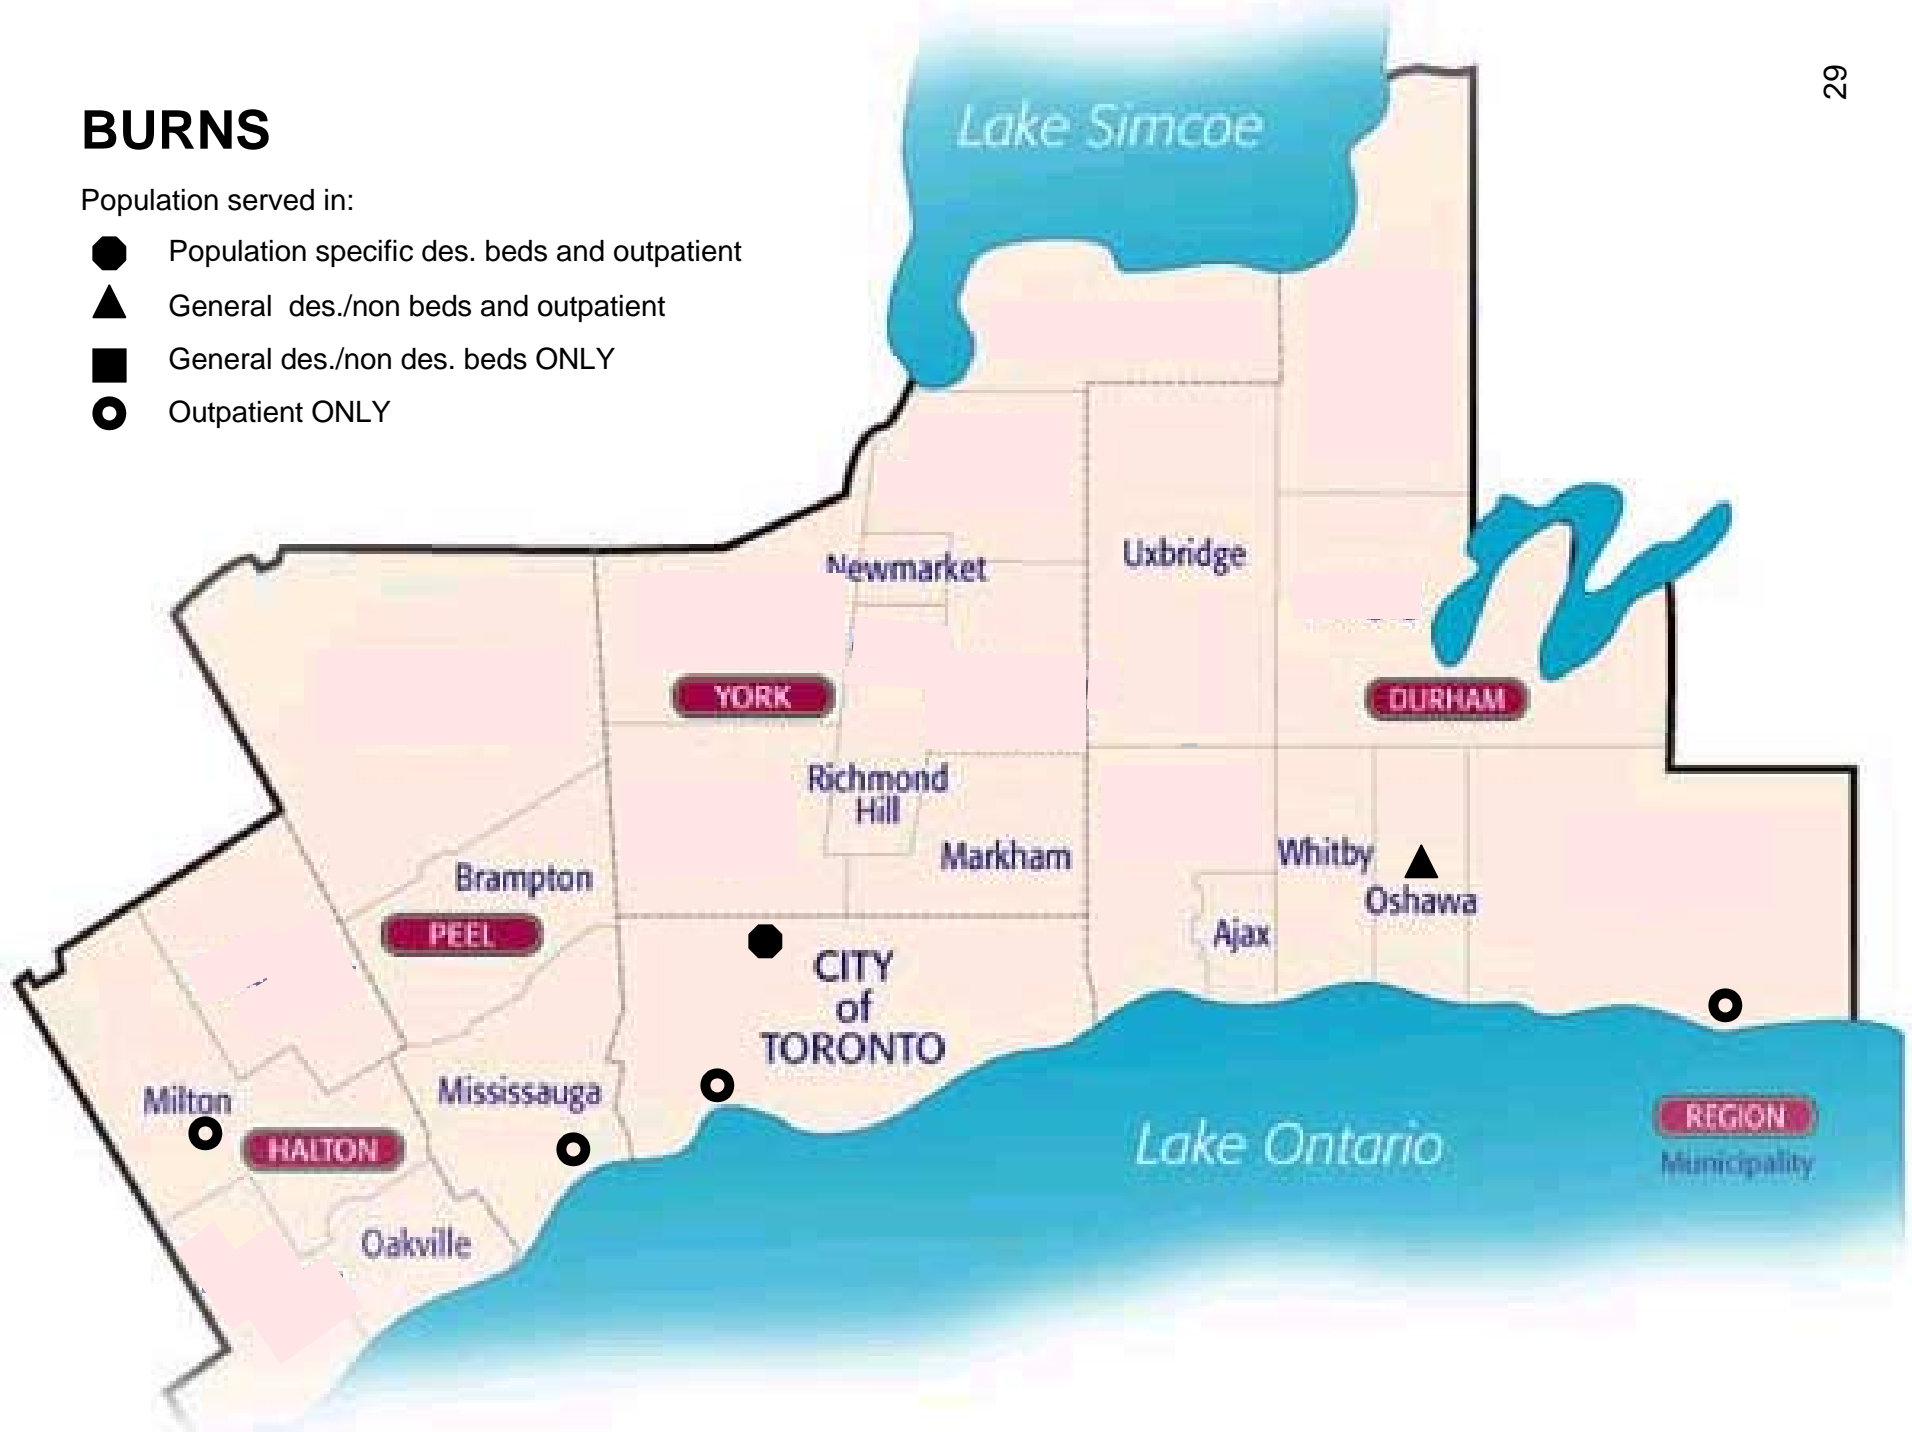 29
BURNS
Population served in:
Population specific des. beds and outpatient
General des./non beds and outpatient
General des./non des. beds ONLY
Outpatient ONLY
Lake Simcoe
Newmarket
Uxbridge
YORK
DURHAM
Richmond
Hill
Markham
Whitby
Oshawa
Brampton
PEEL
Ajax
CITY
of
TORONTO
Milton
Mississauga
HALTON
Oakville
Lake Ontario
REGION
Municipality